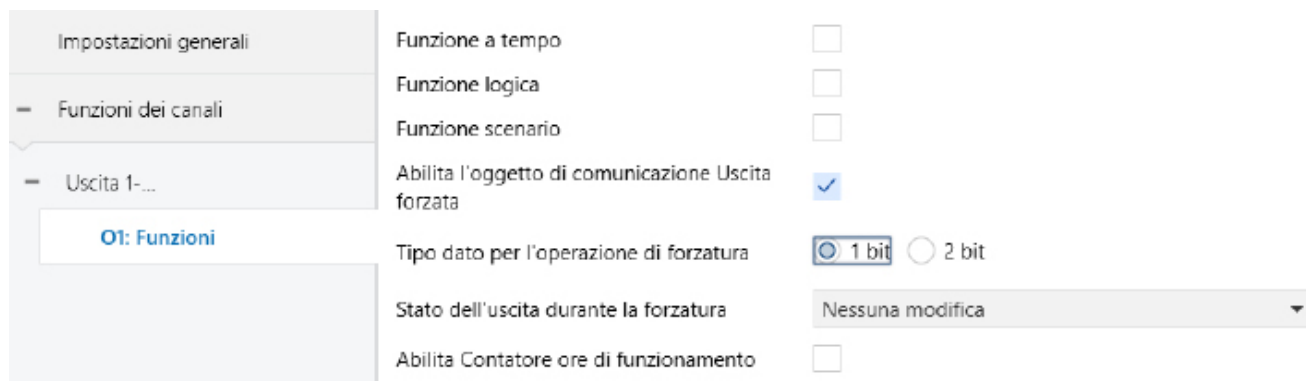 Impostazioni generali
Funzioni dei canali
Uscita 1-...
O1: Funzioni
Funzione a tempo
Funzione logica
Funzione scenario
Abilita l'oggetto di comunicazione Uscita
forzata
Tipo dato per l'operazione di forzatura
1 bit 2 bit
Stato dell'uscita durante la forzatura
Nessuna modifica
Abilita Contatore ore di funzionamento